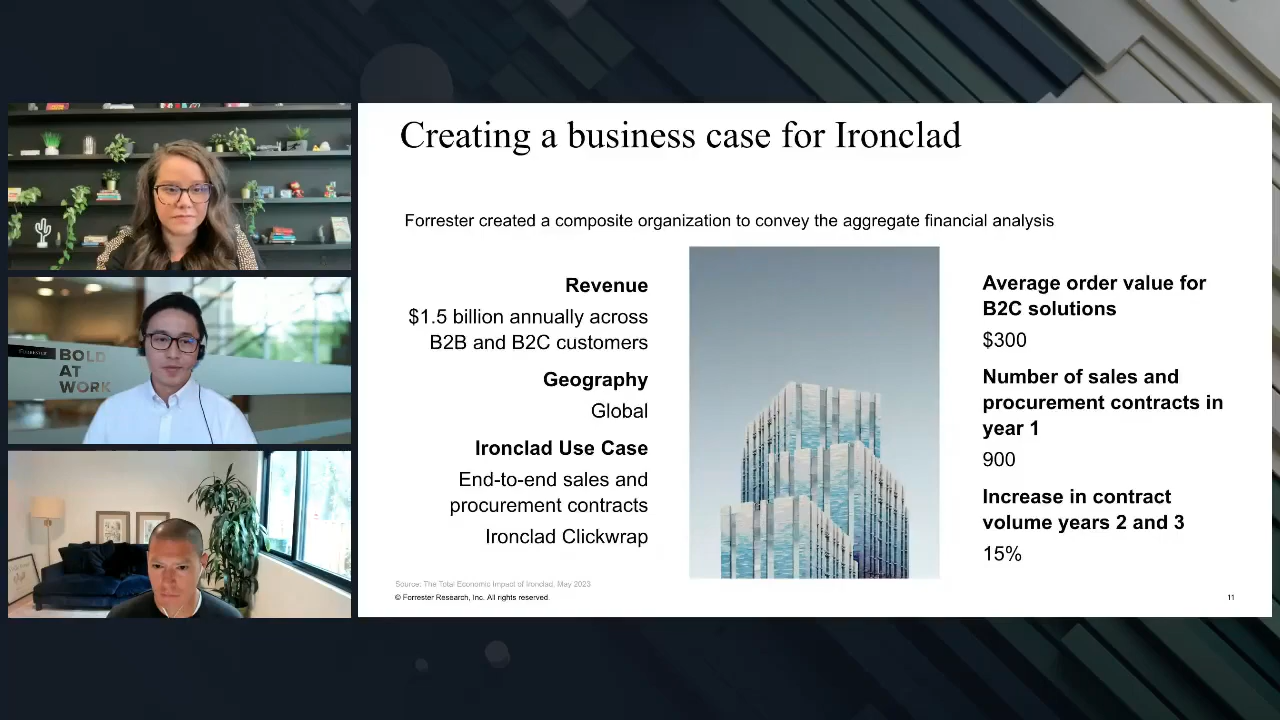 FORRESTER
BOLD
AT
WORK
Creating a business case for Ironclad
Forrester created a composite organization to convey the aggregate financial analysis
Revenue
$1.5 billion annually across
B2B and B2C customers
Geography
Global
Ironclad Use Case
End-to-end sales and
procurement contracts
Ironclad Clickwrap
Average order value for
B2C solutions
$300
Number of sales and
procurement contracts in
year 1
900
Increase in contract
volume years 2 and 3
15%
Source: The Total Economic Impact of Ironclad, May 2023
© Forrester Research, Inc. All rights reserved.
11